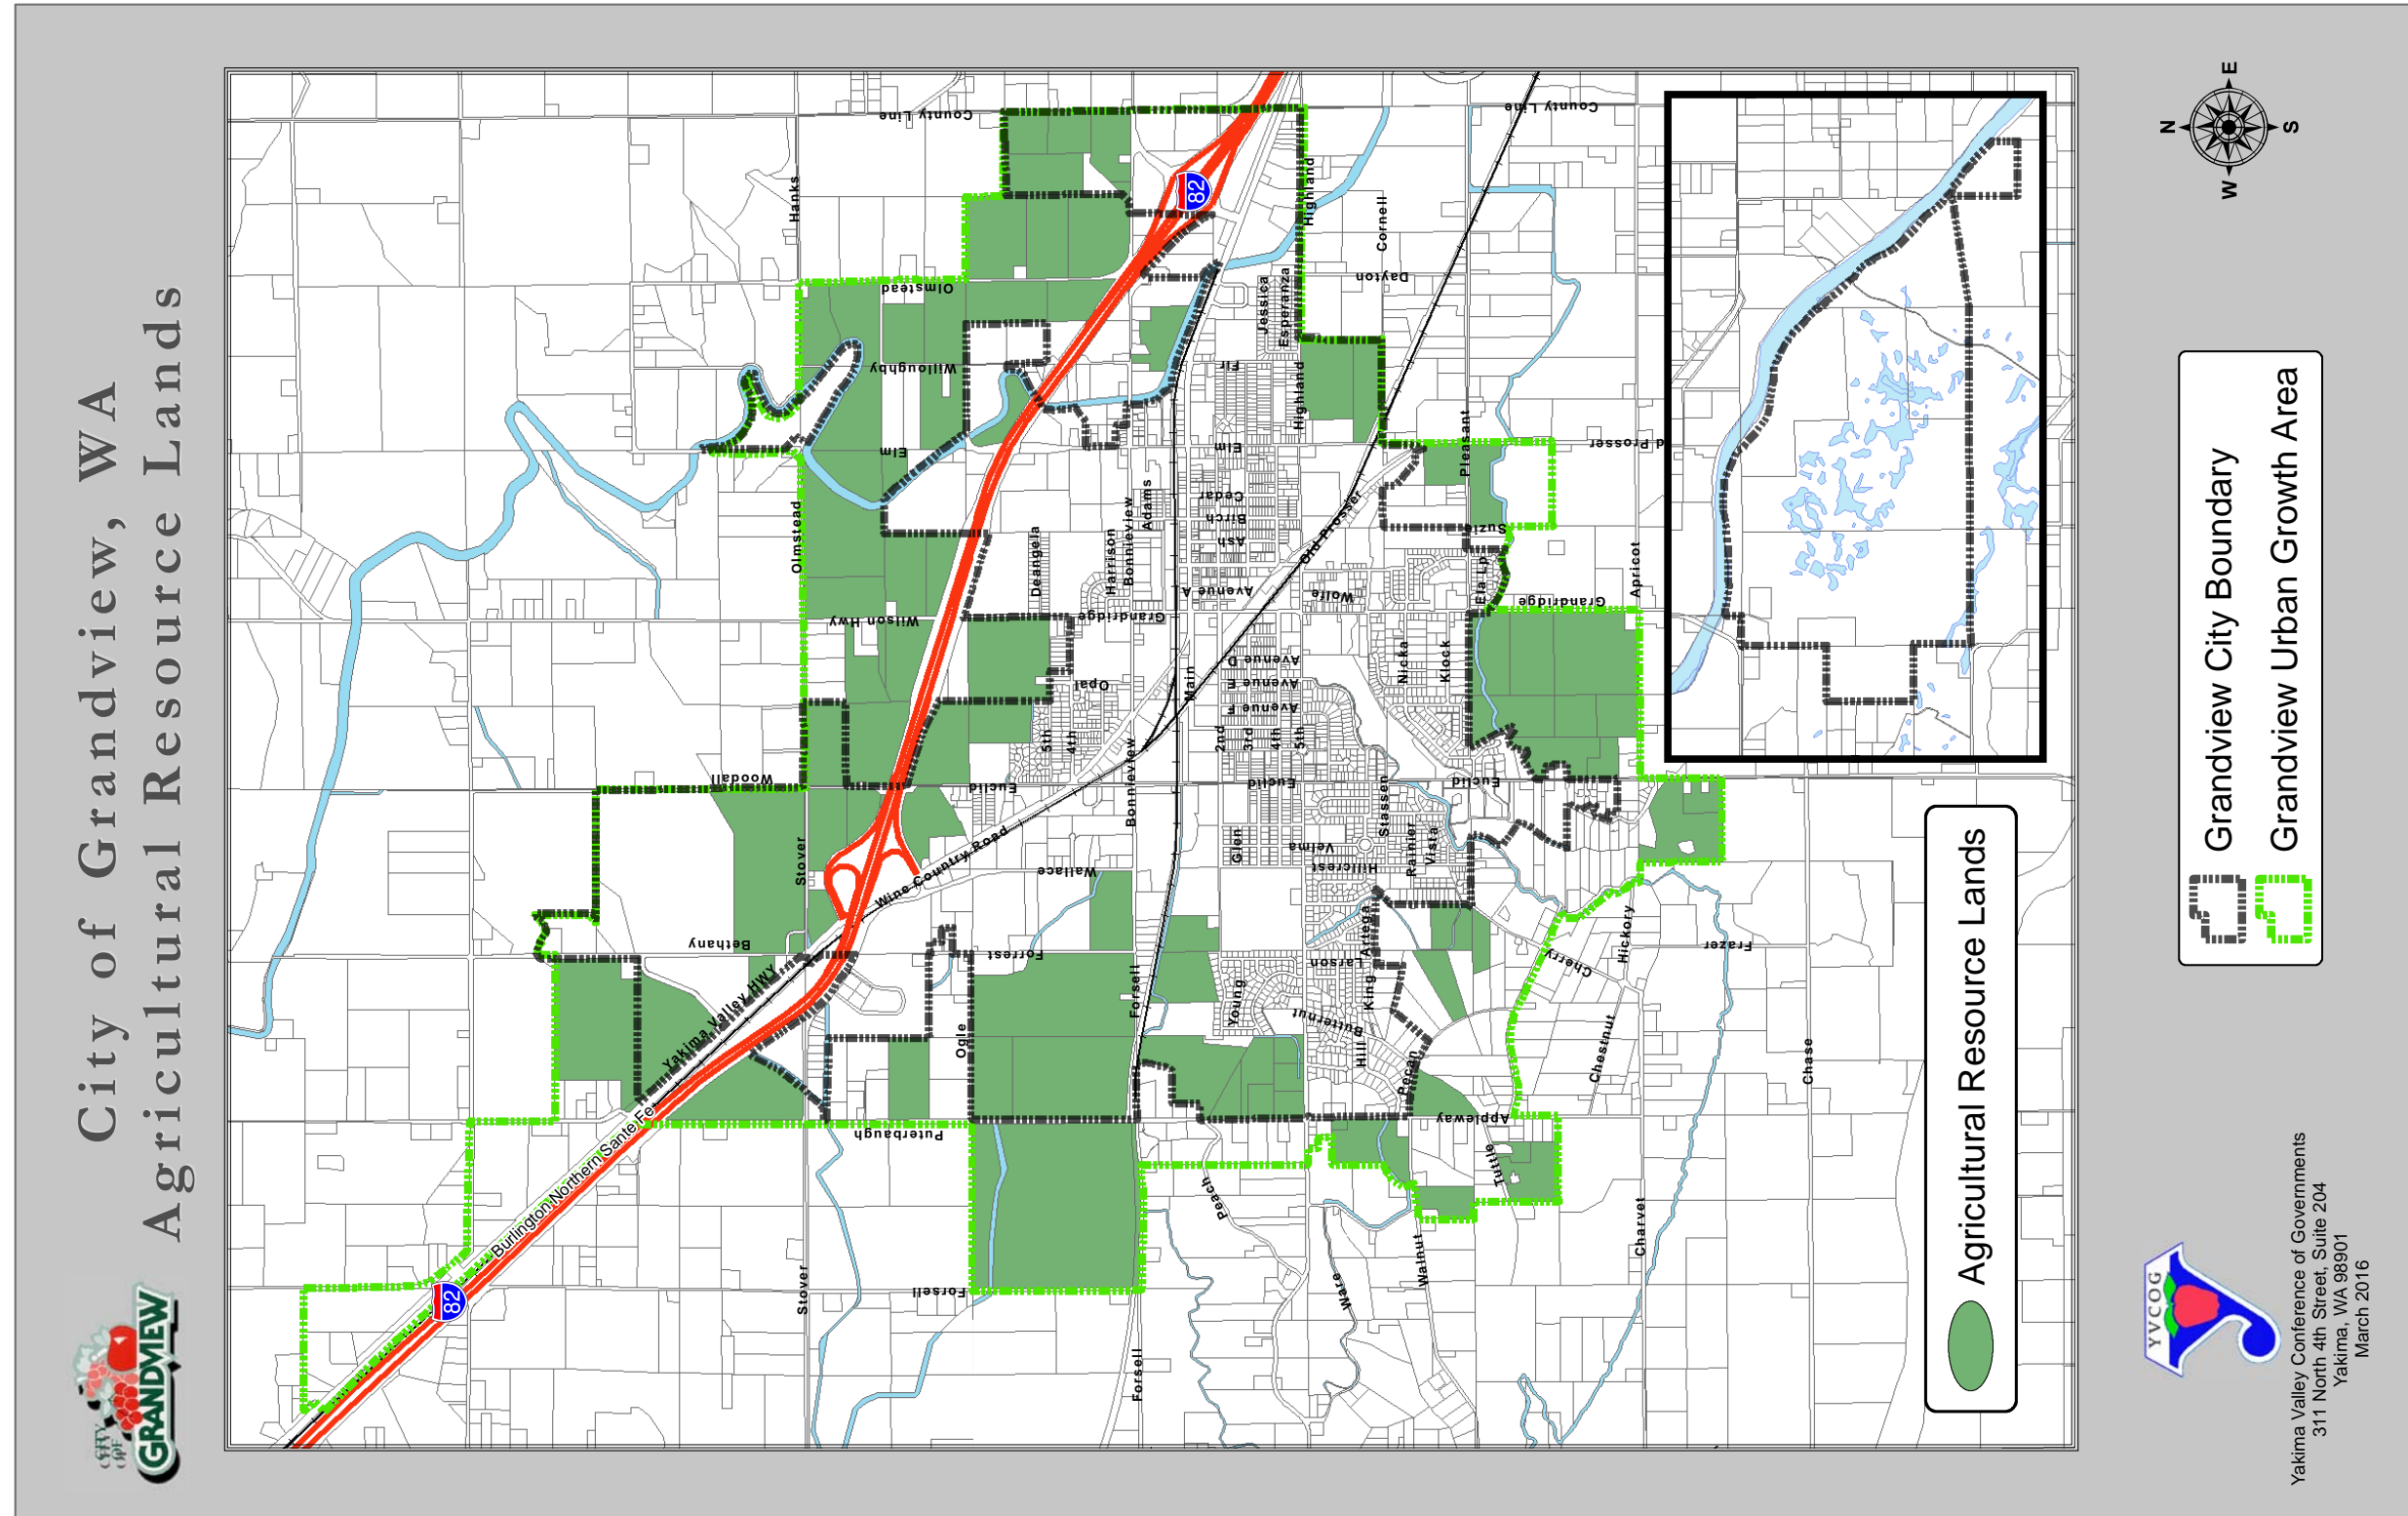 City of Grandview, WA
Agricultural Resource Lands
CITY
OF
GRANDVIEW
Hanks
County Line
Olmstead
Willoughby
Elm
Olmstead
Wilson Hwy
Woodall
Stover
Bethany
Yakima Valley HWY
Burlington Northern Sante Fe
82
Stover
Puterbaugh
Forsell
Ogle
Forrest
Wallace
Wine Country Road
Euclid
5th
4th
Opal
Deangela
Harrison
Bonnieview
Adams
Grandridge
Bonnieview
Forsell
Forsell
82
Highland
Jessica
Esperanza
Fir
Highland
Elm
Cedar
Birch
Ash
Avenue A
Main
Avenue D
Avenue E
Avenue F
2nd
3rd
4th
5th
Euclid
Glen
Velma
Hillcrest
Young
Butternut
Larson
King
Artega
Hill
Pecan
Peach
Ware
Walnut
Tuttle
Appleway
Stassen
Rainier
Vista
Euclid
Nicka
Klock
Wolfe
Old Prosser
Ela Lp
Suzie
Pleasant
Grandridge
Apricot
d Prosser
Dayton
Cornell
County Line
Cherry
Hickory
Frazer
Chestnut
Chase
Charvet
Agricultural Resource Lands
N
E
S
W
Grandview City Boundary
Grandview Urban Growth Area
YVCOG
Yakima Valley Conference of Governments
311 North 4th Street, Suite 204
Yakima, WA 98901
March 2016